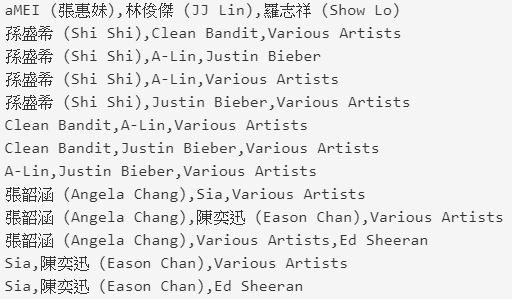 aMEI (張惠妹),林俊傑 (JJ Lin),羅志祥 (Show Lo)
孫盛希 (Shi Shi),Clean Bandit,Various Artists
孫盛希 (Shi Shi),A-Lin,Justin Bieber
孫盛希 (Shi Shi),A-Lin,Various Artists
孫盛希 (Shi Shi),Justin Bieber,Various Artists
Clean Bandit,A-Lin,Various Artists
Clean Bandit,Justin Bieber,Various Artists
A-Lin,Justin Bieber,Various Artists
張韶涵 (Angela Chang),Sia,Various Artists
張韶涵 (Angela Chang),陳奕迅 (Eason Chan),Various Artists
張韶涵 (Angela Chang),Various Artists,Ed Sheeran
Sia,陳奕迅 (Eason Chan),Various Artists
Sia,陳奕迅 (Eason Chan),Ed Sheeran